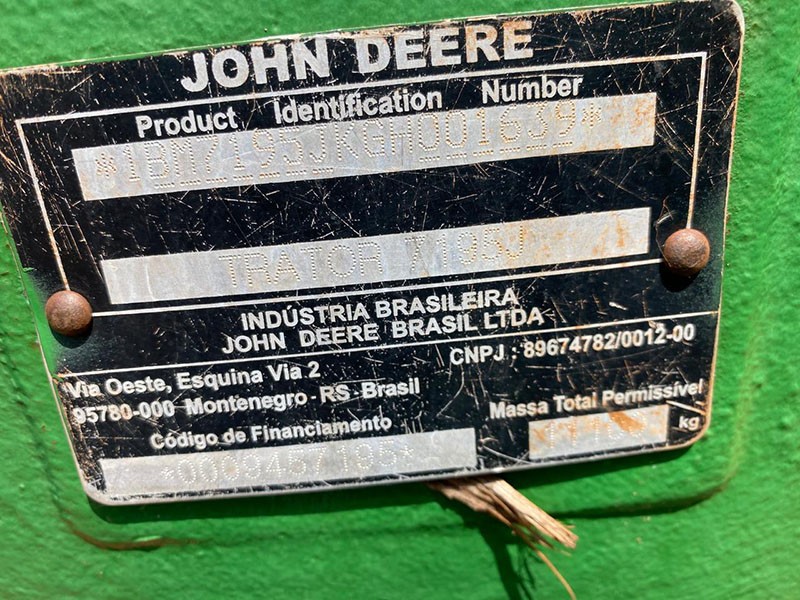 JOHN DEERE
Product Identification Number
*1BM7195JKGH001639*
TRATOR 7195J
INDÚSTRIA BRASILEIRA
JOHN DEERE BRASIL LTDA
CNPJ : 89674782/0012-00
Via Oeste, Esquina Via 2
95780-000 Montenegro - RS - Brasil
Código de Financiamento
*0009457195*
Massa Total Permissível
kg